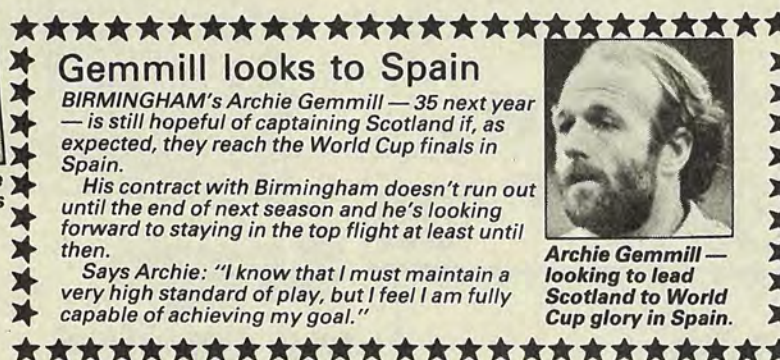 Gemmill looks to Spain
BIRMINGHAM's Archie Gemmill — 35 next year
— is still hopeful of captaining Scotland if, as
expected, they reach the World Cup finals in
Spain.
His contract with Birmingham doesn't run out
until the end of next season and he's looking
forward to staying in the top flight at least until
then.
Says Archie: "I know that I must maintain a
very high standard of play, but I feel I am fully
capable of achieving my goal."
Archie Gemmill —
looking to lead
Scotland to World
Cup glory in Spain.